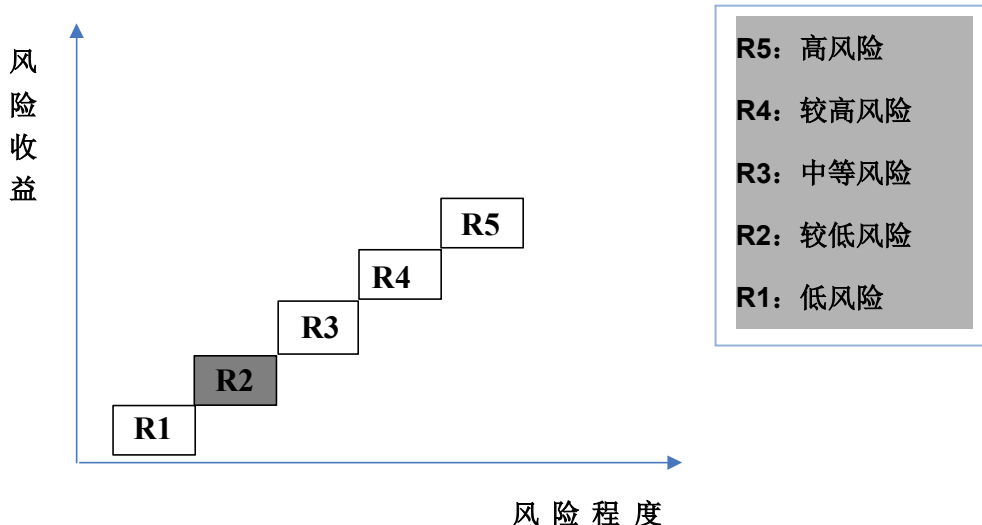 风险收益
R5
R4
R3
R2
R1
风险程度
R5：高风险
R4：较高风险
R3：中等风险
R2：较低风险
R1：低风险